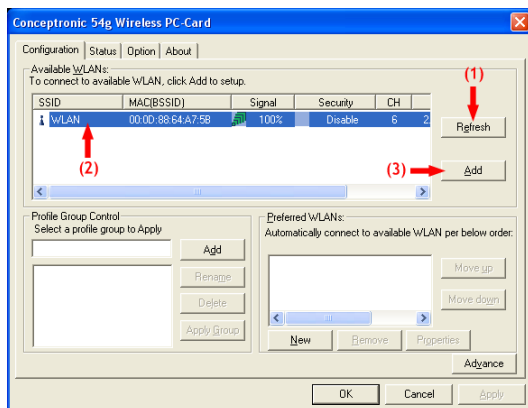 Conceptronic 54g Wireless PC-Card
Configuration Status Option About
Available WLANs:
To connect to available WLAN, click Add to setup.
(1)
SSID MAC(BSSID) Signal Security CH
WLAN 00:0D:88:64:A7:5B 100% Disable 6 2.
Refresh
(2)
(3)
Add
Profile Group Control
Select a profile group to Apply
Add
Rename
Delete
Apply Group
Preferred WLANs:
Automatically connect to available WLAN per below order:
Move up
Move down
New Remove Properties
Advance
OK Cancel Apply